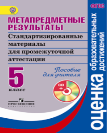 МЕТАПРЕДМЕТНЫЕ
РЕЗУЛЬТАТЫ
Стандартизированные
материалы
для промежуточной
аттестации
5
КЛАСС
Пособие
для учителя
оценка
образовательных
достижений